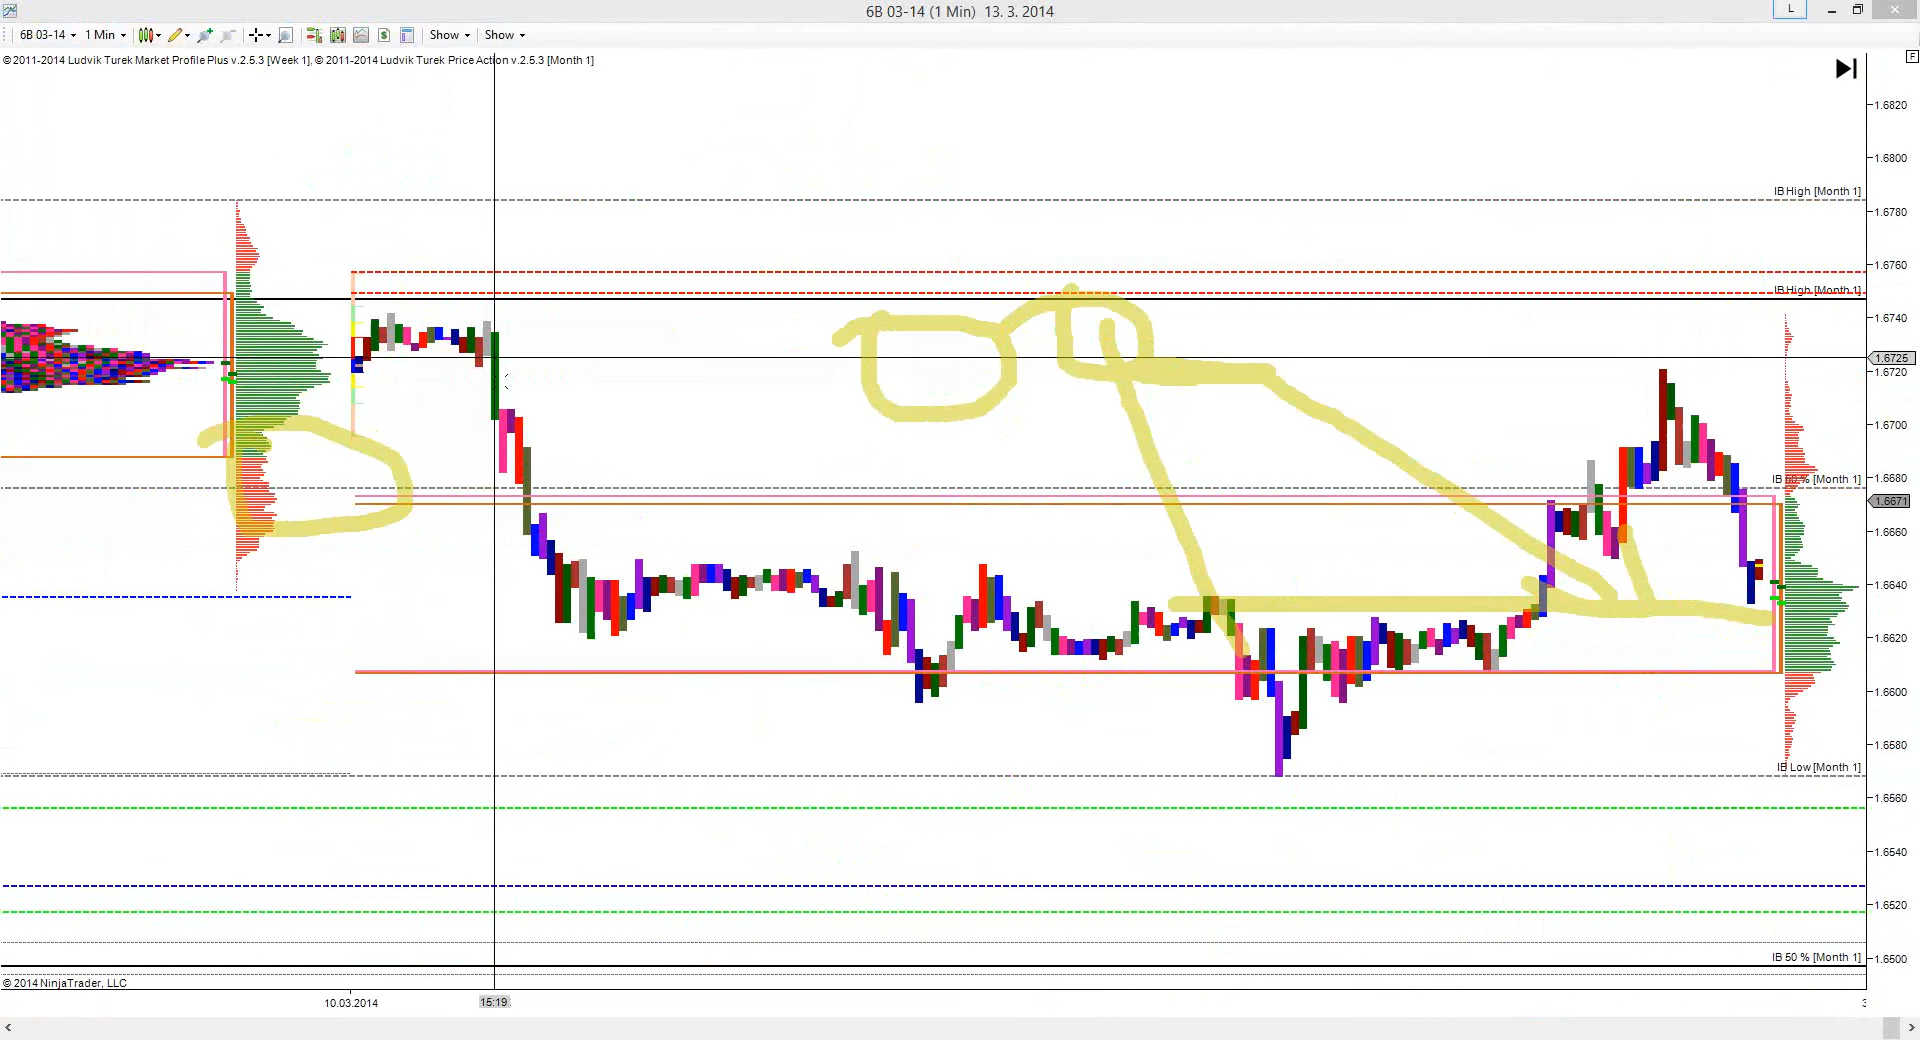 6B 03-14 (1 Min)  13. 3. 2014
L
6B 03-14 1 Min Show Show
F
©2011-2014 Ludvik Turek Market Profile Plus v.2.5.3 [Week 1], © 2011-2014 Ludvik Turek Price Action v.2.5.3 [Month 1]
1.6820
1.6800
IB High [Month 1]
1.6780
1.6760
IB High [Month 1]
1.6740
1.6725
1.6720
1.6700
IB 50 % [Month 1]
1.6680
1.6671
1.6660
1.6640
1.6620
1.6600
1.6580
IB Low [Month 1]
1.6560
1.6540
1.6520
IB 50 % [Month 1]
1.6500
© 2014 NinjaTrader, LLC
10.03.2014 15:19